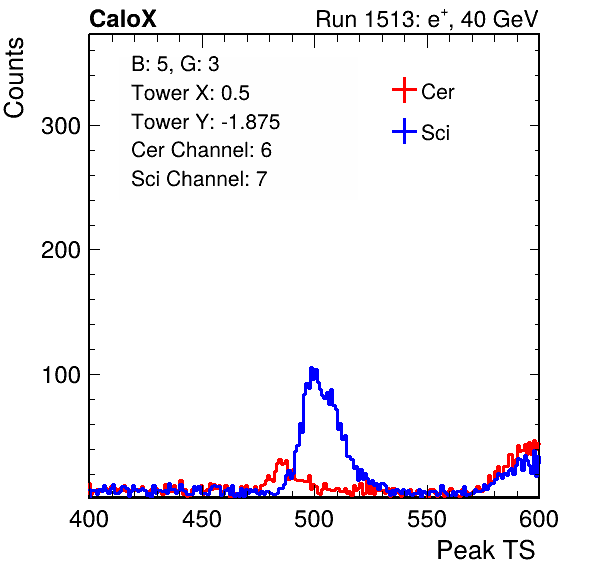 CaloX
Run 1513: e+, 40 GeV
Counts
B: 5, G: 3
Tower X: 0.5
Tower Y: -1.875
Cer Channel: 6
Sci Channel: 7
Cer
Sci
300
200
100
400 450 500 550 600
Peak TS